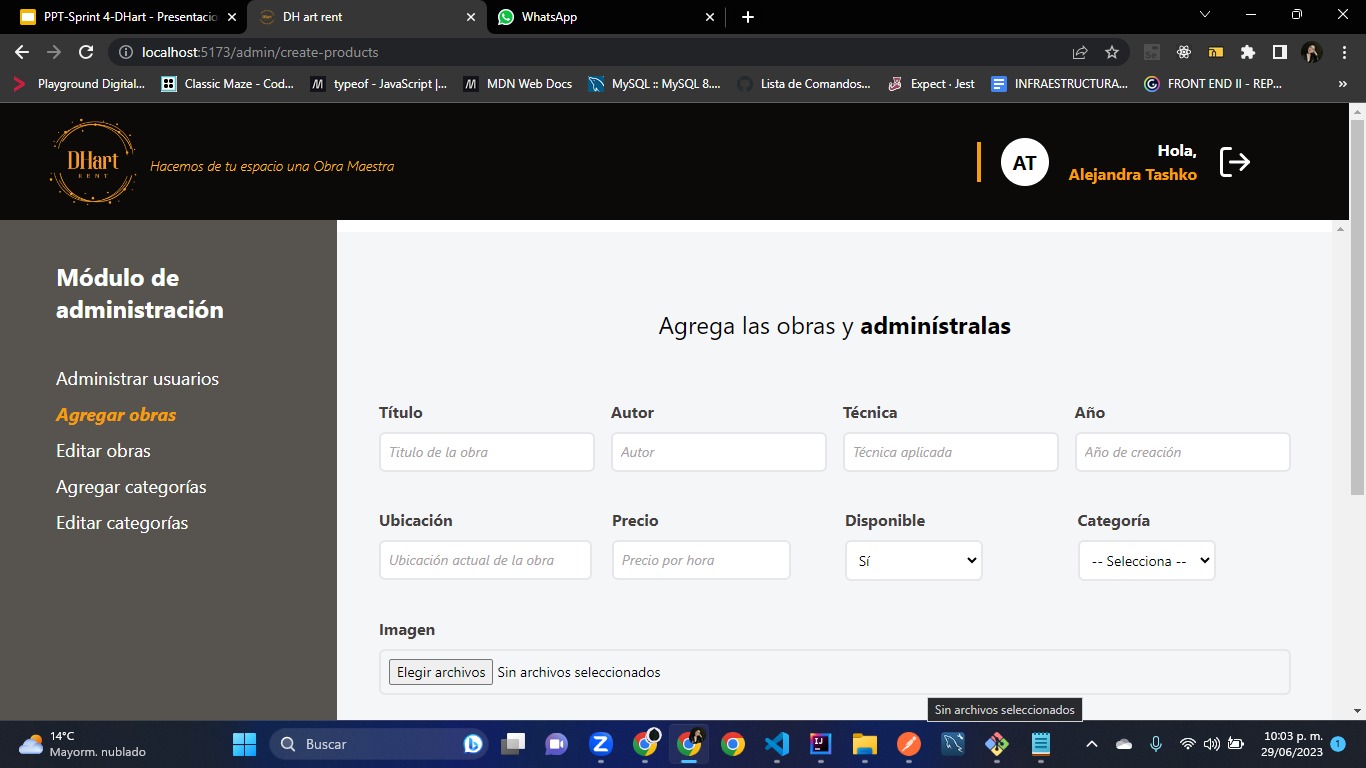 PPT-Sprint 4-DHart - Presentacio
DH art rent
WhatsApp
localhost:5173/admin/create-products
Playground Digital...
Classic Maze - Cod...
typeof - JavaScript |...
MDN Web Docs
MySQL :: MySQL 8....
Lista de Comandos...
Expect · Jest
INFRAESTRUCTURA...
FRONT END II - REP...
»
DHart
RENT
Hacemos de tu espacio una Obra Maestra
AT
Hola,
Alejandra Tashko
Módulo de
administración
Administrar usuarios
Agregar obras
Editar obras
Agregar categorías
Editar categorías
Agrega las obras y adminístralas
Título
Autor
Técnica
Año
Titulo de la obra
Autor
Técnica aplicada
Año de creación
Ubicación
Precio
Disponible
Categoría
Ubicación actual de la obra
Precio por hora
Sí
-- Selecciona --
Imagen
Elegir archivos
Sin archivos seleccionados
Sin archivos seleccionados
14°C
Mayorm. nublado
Buscar
10:03 p. m.
29/06/2023
1